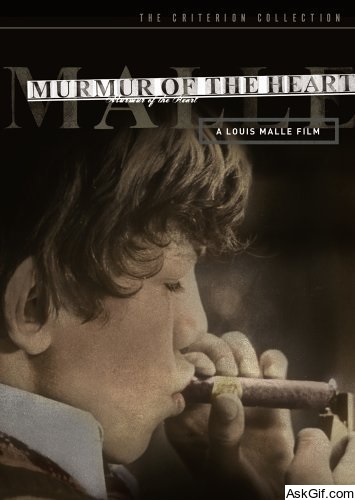 THE CRITERION COLLECTION
MALLE
MURMUR OF THE HEART
Murmur of the Heart
A LOUIS MALLE FILM
AskGif.com